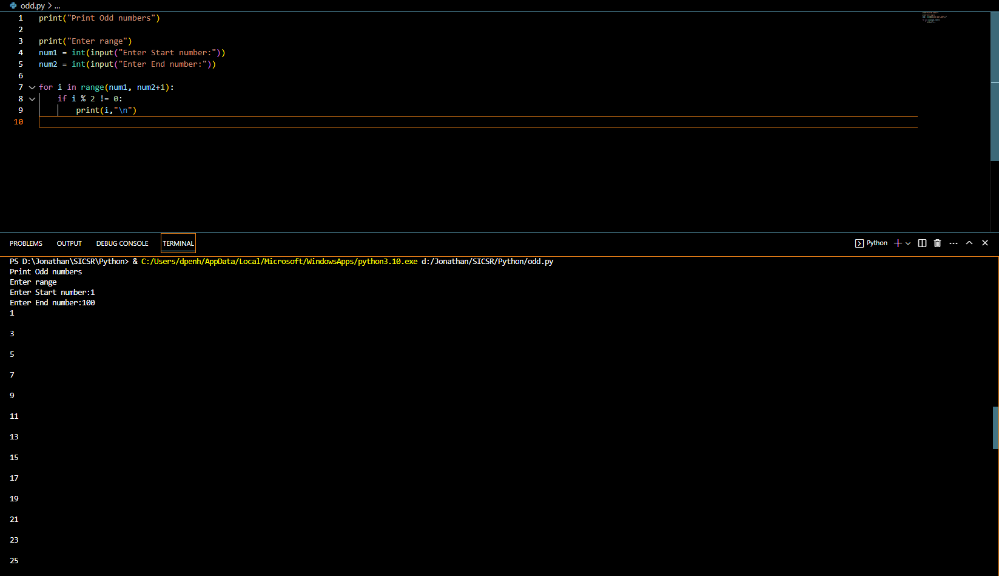 odd.py > ...
1 print("Print Odd numbers")
2
3 print("Enter range")
4 num1 = int(input("Enter Start number:"))
5 num2 = int(input("Enter End number:"))
6
7 for i in range(num1, num2+1):
8     if i % 2 != 0:
9         print(i,"\n")
10
PROBLEMS OUTPUT DEBUG CONSOLE TERMINAL Python
PS D:\Jonathan\SICSR\Python> & C:/Users/dpenh/AppData/Local/Microsoft/WindowsApps/python3.10.exe d:/Jonathan/SICSR/Python/odd.py
Print Odd numbers
Enter range
Enter Start number:1
Enter End number:100
1
3
5
7
9
11
13
15
17
19
21
23
25